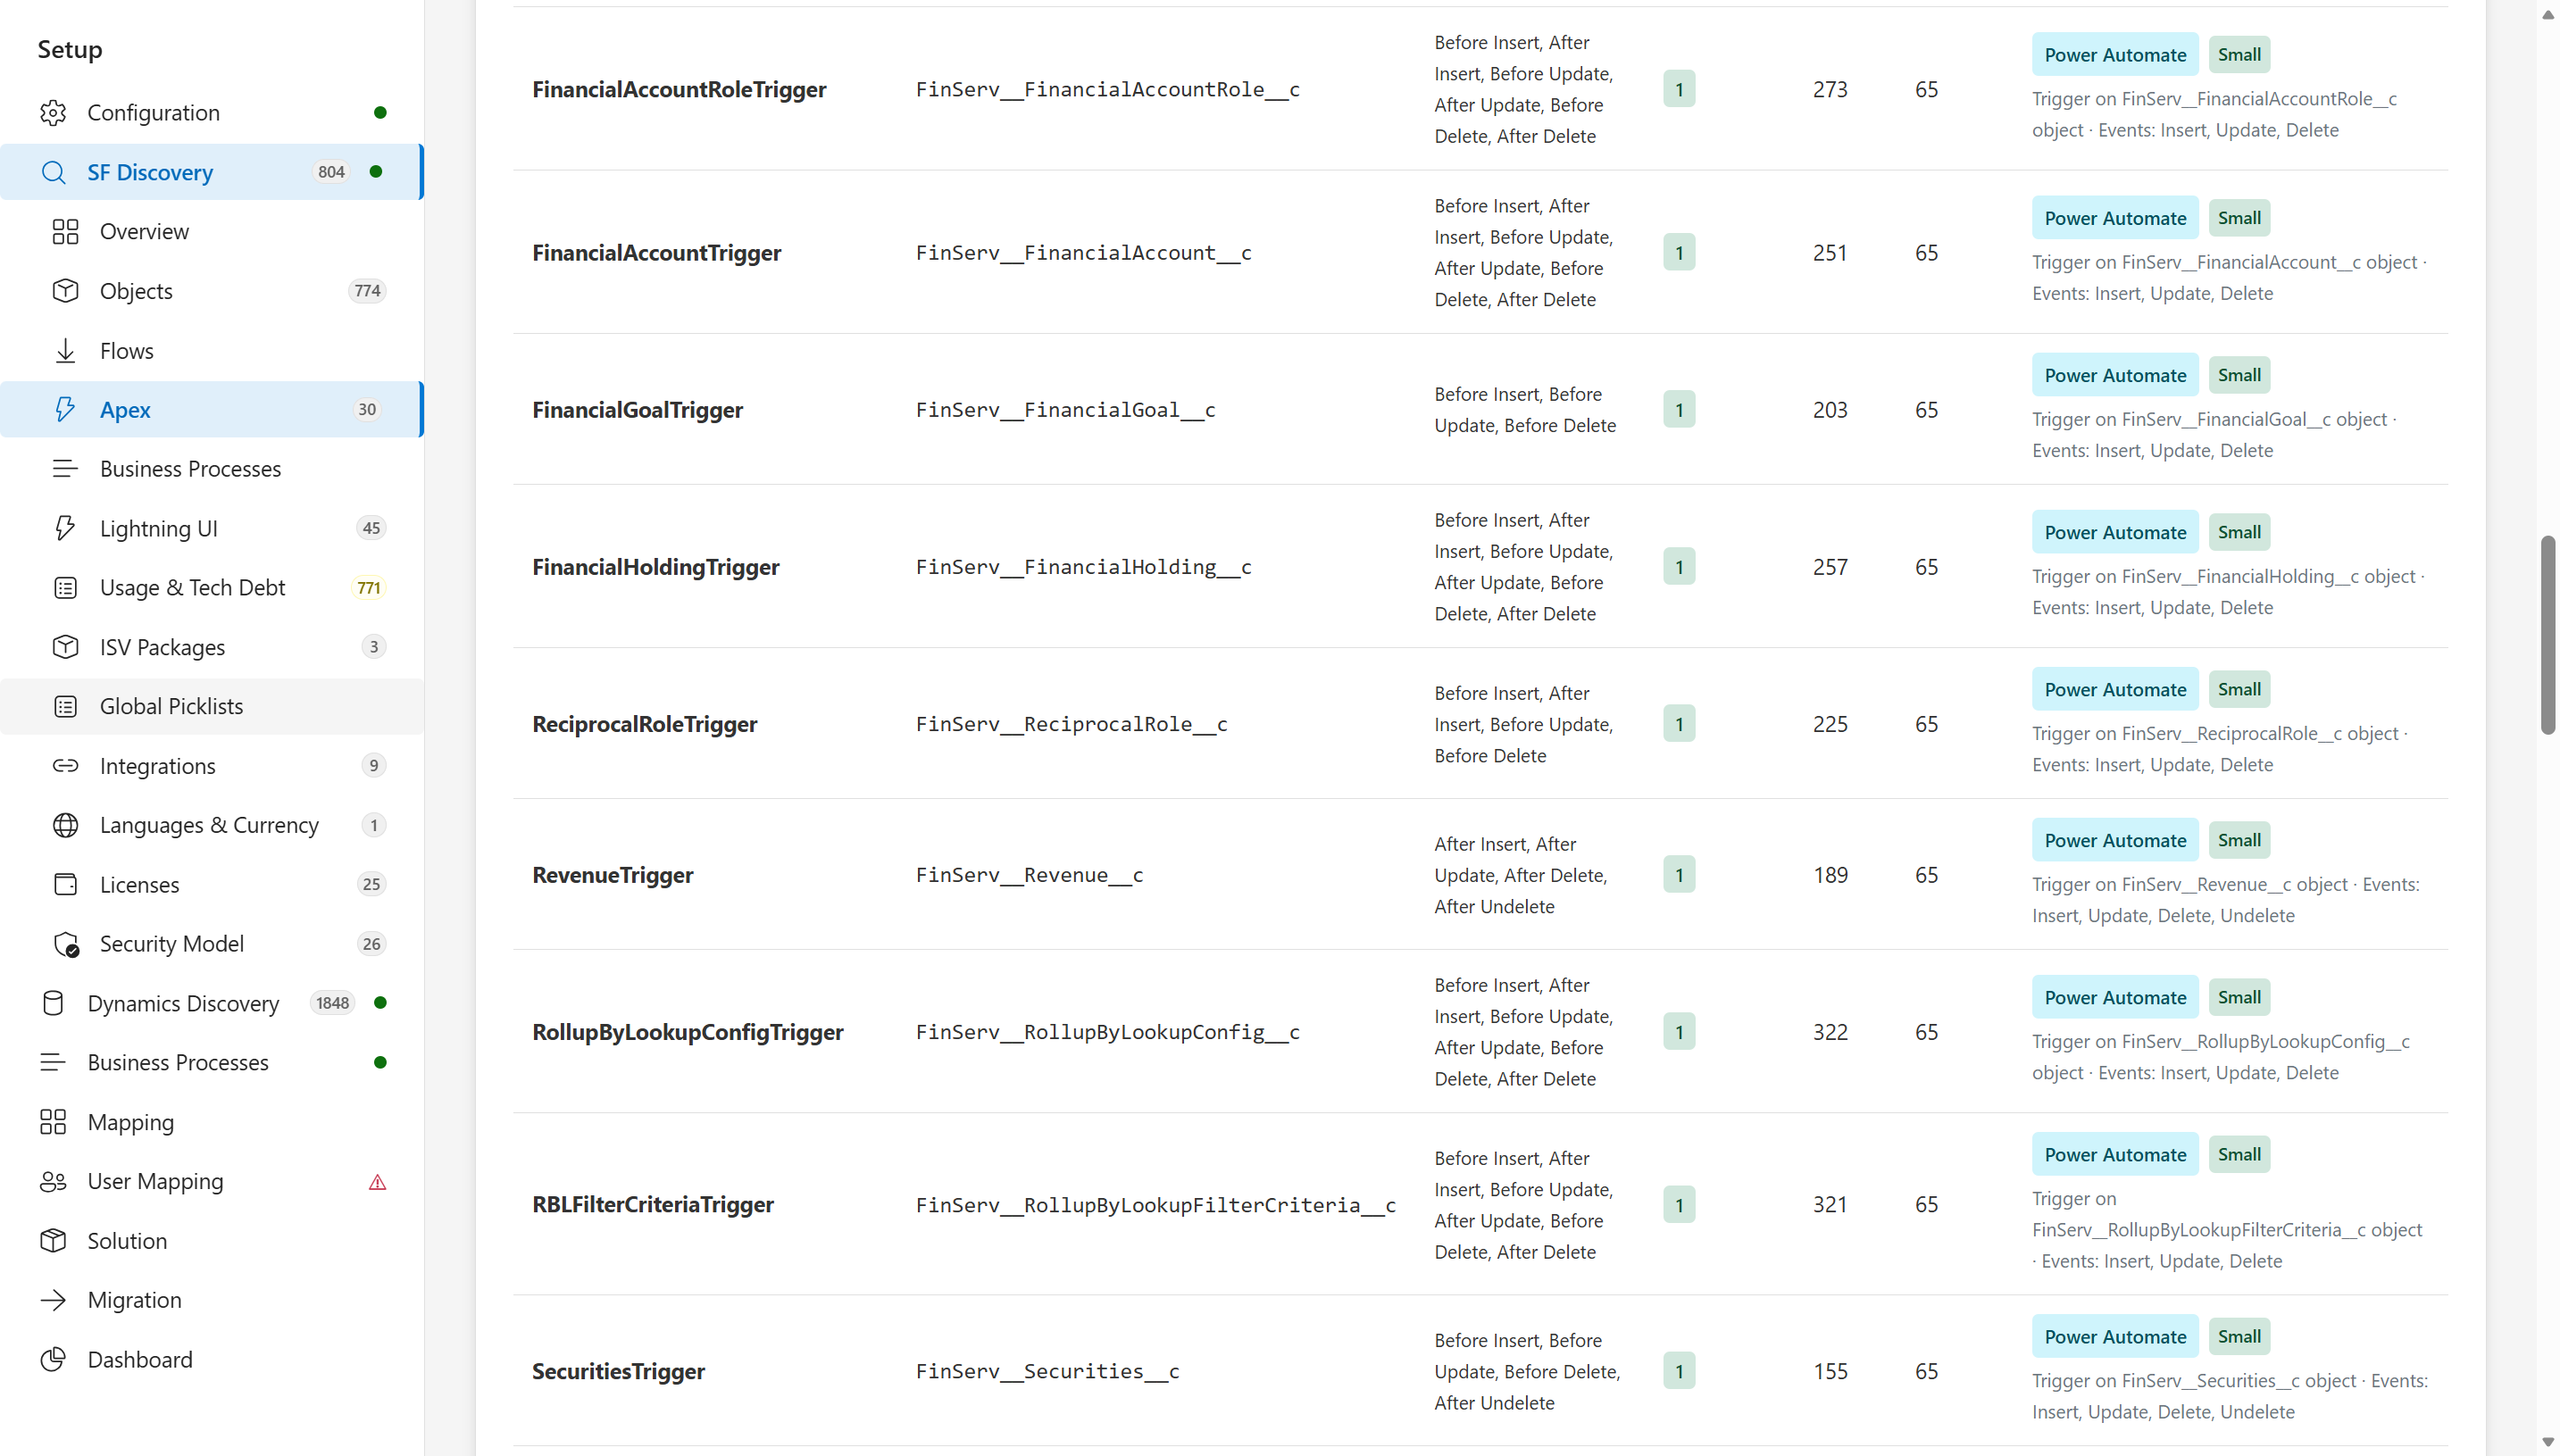 Setup
Configuration
SF Discovery 804
Overview
Objects 774
Flows
Apex 30
Business Processes
Lightning UI 45
Usage & Tech Debt 771
ISV Packages 3
Global Picklists
Integrations 9
Languages & Currency 1
Licenses 25
Security Model 26
Dynamics Discovery 1848
Business Processes
Mapping
User Mapping
Solution
Migration
Dashboard
FinancialAccountRoleTrigger
FinServ__FinancialAccountRole__c
Before Insert, After
Insert, Before Update,
After Update, Before
Delete, After Delete
1
273
65
Power Automate Small
Trigger on FinServ__FinancialAccountRole__c
object · Events: Insert, Update, Delete
FinancialAccountTrigger
FinServ__FinancialAccount__c
Before Insert, After
Insert, Before Update,
After Update, Before
Delete, After Delete
1
251
65
Power Automate Small
Trigger on FinServ__FinancialAccount__c object ·
Events: Insert, Update, Delete
FinancialGoalTrigger
FinServ__FinancialGoal__c
Before Insert, Before
Update, Before Delete
1
203
65
Power Automate Small
Trigger on FinServ__FinancialGoal__c object ·
Events: Insert, Update, Delete
FinancialHoldingTrigger
FinServ__FinancialHolding__c
Before Insert, After
Insert, Before Update,
After Update, Before
Delete, After Delete
1
257
65
Power Automate Small
Trigger on FinServ__FinancialHolding__c object ·
Events: Insert, Update, Delete
ReciprocalRoleTrigger
FinServ__ReciprocalRole__c
Before Insert, After
Insert, Before Update,
Before Delete
1
225
65
Power Automate Small
Trigger on FinServ__ReciprocalRole__c object ·
Events: Insert, Update, Delete
RevenueTrigger
FinServ__Revenue__c
After Insert, After
Update, After Delete,
After Undelete
1
189
65
Power Automate Small
Trigger on FinServ__Revenue__c object · Events:
Insert, Update, Delete, Undelete
RollupByLookupConfigTrigger
FinServ__RollupByLookupConfig__c
Before Insert, After
Insert, Before Update,
After Update, Before
Delete, After Delete
1
322
65
Power Automate Small
Trigger on FinServ__RollupByLookupConfig__c
object · Events: Insert, Update, Delete
RBLFilterCriteriaTrigger
FinServ__RollupByLookupFilterCriteria__c
Before Insert, After
Insert, Before Update,
After Update, Before
Delete, After Delete
1
321
65
Power Automate Small
Trigger on
FinServ__RollupByLookupFilterCriteria__c object
· Events: Insert, Update, Delete
SecuritiesTrigger
FinServ__Securities__c
Before Insert, Before
Update, Before Delete,
After Undelete
1
155
65
Power Automate Small
Trigger on FinServ__Securities__c object · Events:
Insert, Update, Delete, Undelete